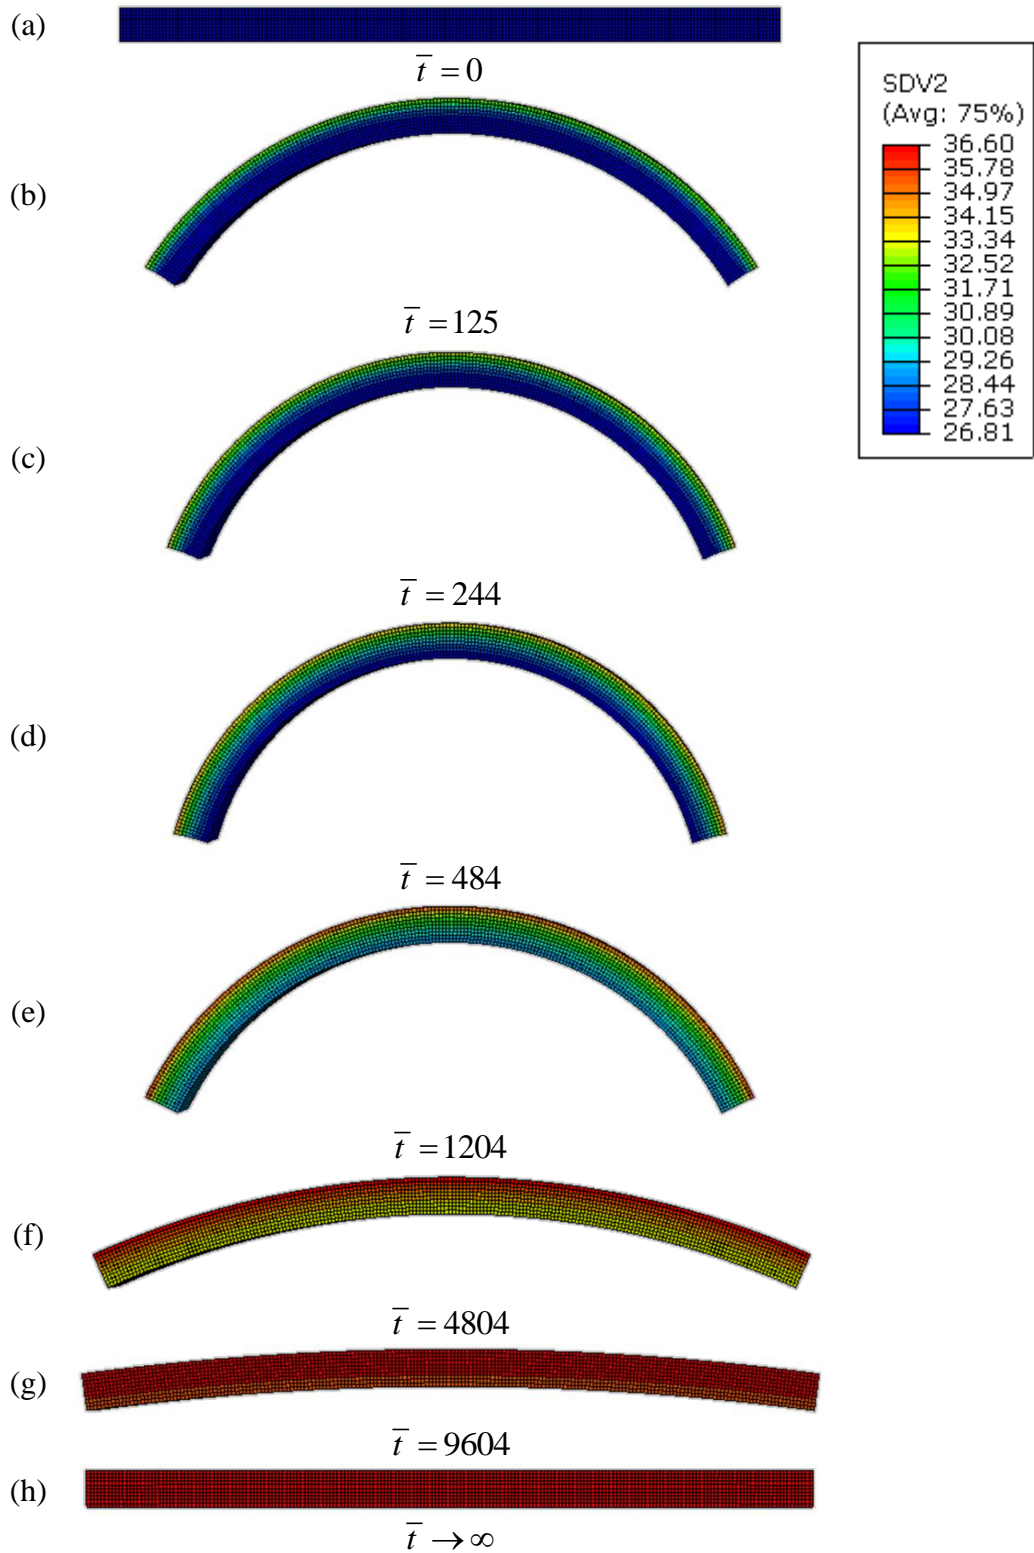 (a)
t̅ = 0
SDV2
(Avg: 75%)
36.60
35.78
34.97
34.15
33.34
32.52
31.71
30.89
30.08
29.26
28.44
27.63
26.81
(b)
t̅ = 125
(c)
t̅ = 244
(d)
t̅ = 484
(e)
t̅ = 1204
(f)
t̅ = 4804
(g)
t̅ = 9604
(h)
t̅ → ∞